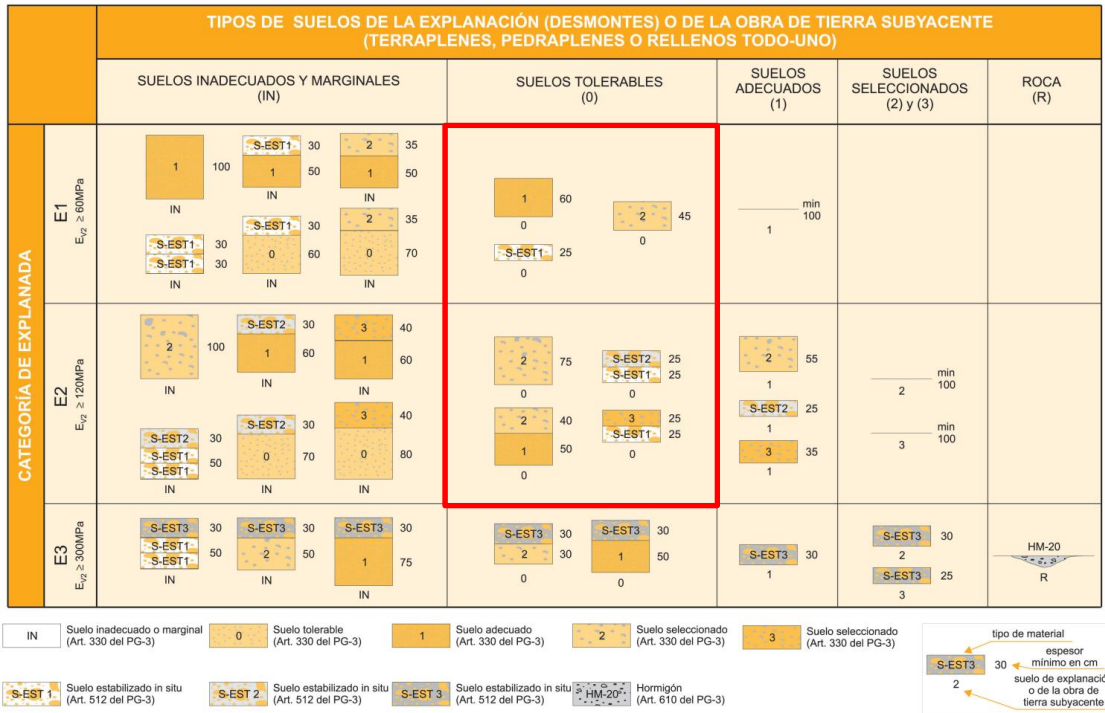 TIPOS DE SUELOS DE LA EXPLANACIÓN (DESMONTES) O DE LA OBRA DE TIERRA SUBYACENTE
(TERRAPLENES, PEDRAPLENES O RELLENOS TODO-UNO)
SUELOS INADECUADOS Y MARGINALES
(IN)
SUELOS TOLERABLES
(0)
SUELOS
ADECUADOS
(1)
SUELOS
SELECCIONADOS
(2) y (3)
ROCA
(R)
CATEGORÍA DE EXPLANADA
E1
EV2 ≥ 60MPa
1 100
IN
S-EST1 30
1 50
IN
2 35
1 50
IN
S-EST1 30
S-EST1 30
IN
S-EST1 30
0 60
IN
2 35
0 70
IN
1 60
0
2 45
0
S-EST1 25
0
min
100
1
E2
EV2 ≥ 120MPa
2 100
IN
S-EST2 30
1 60
IN
3 40
1 60
IN
S-EST2 30
S-EST1 50
S-EST1
IN
S-EST2 30
0 70
IN
3 40
0 80
IN
2 75
0
S-EST2 25
S-EST1 25
0
2 40
1 50
0
3 25
S-EST1 25
0
2 55
1
S-EST2 25
1
3 35
1
min
100
2
min
100
3
E3
EV2 ≥ 300MPa
S-EST3 30
S-EST1 50
S-EST1
IN
S-EST3 30
2 50
IN
S-EST3 30
1 75
IN
S-EST3 30
2 30
0
S-EST3 30
1 50
0
S-EST3 30
1
S-EST3 30
2
S-EST3 25
3
HM-20
R
IN Suelo inadecuado o marginal
(Art. 330 del PG-3)
0 Suelo tolerable
(Art. 330 del PG-3)
1 Suelo adecuado
(Art. 330 del PG-3)
2 Suelo seleccionado
(Art. 330 del PG-3)
3 Suelo seleccionado
(Art. 330 del PG-3)
S-EST 1 Suelo estabilizado in situ
(Art. 512 del PG-3)
S-EST 2 Suelo estabilizado in situ
(Art. 512 del PG-3)
S-EST 3 Suelo estabilizado in situ
(Art. 512 del PG-3)
HM-20 Hormigón
(Art. 610 del PG-3)
tipo de material
S-EST3 30 espesor
mínimo en cm
2 suelo de explanació
o de la obra de
tierra subyacente